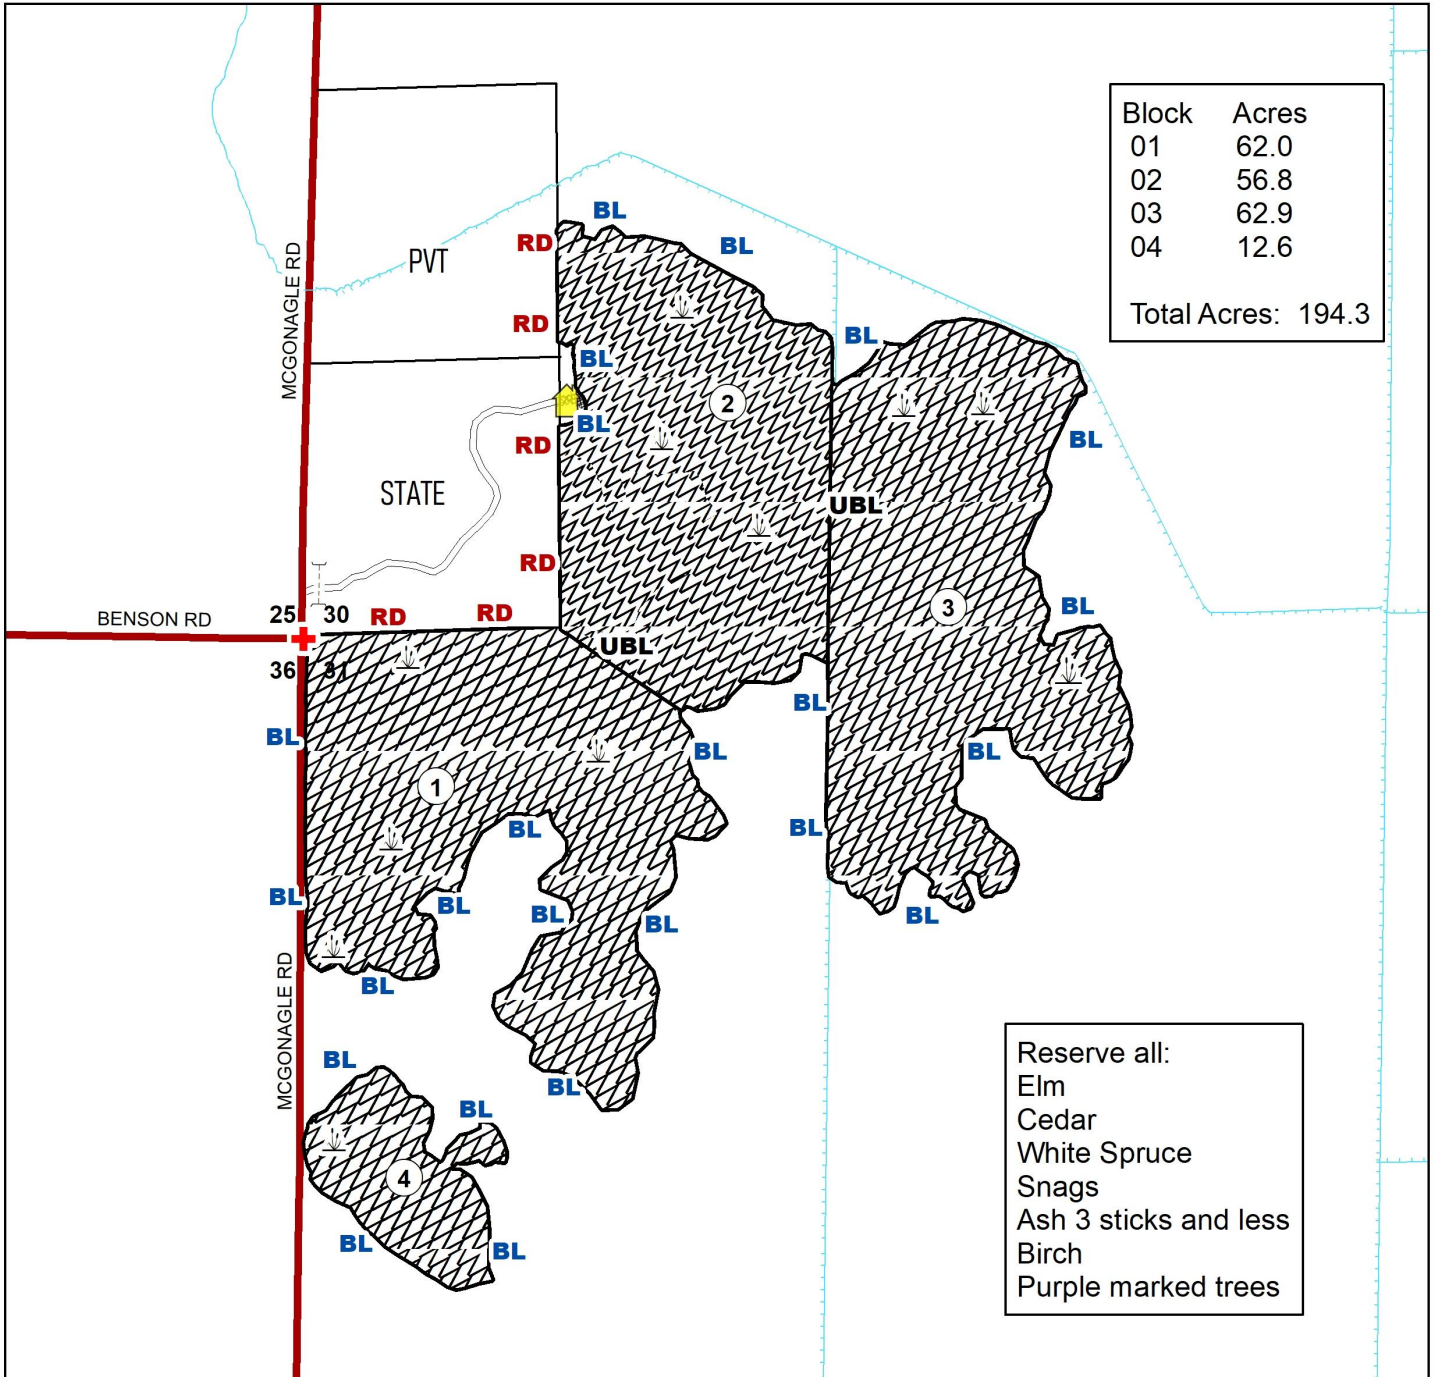 Block Acres
01 62.0
02 56.8
03 62.9
04 12.6
Total Acres: 194.3
BL
BL
RD
PVT
MCGONAGLE RD
RD
BL
BL
2
BL
BL
RD
BL
STATE
UBL
RD
BENSON RD
25 30
RD
RD
3
BL
36 31
UBL
BL
BL
BL
BL
1
BL
BL
BL
BL
BL
BL
BL
BL
MCGONAGLE RD
BL
BL
BL
BL
4
BL
BL
Reserve all:
Elm
Cedar
White Spruce
Snags
Ash 3 sticks and less
Birch
Purple marked trees